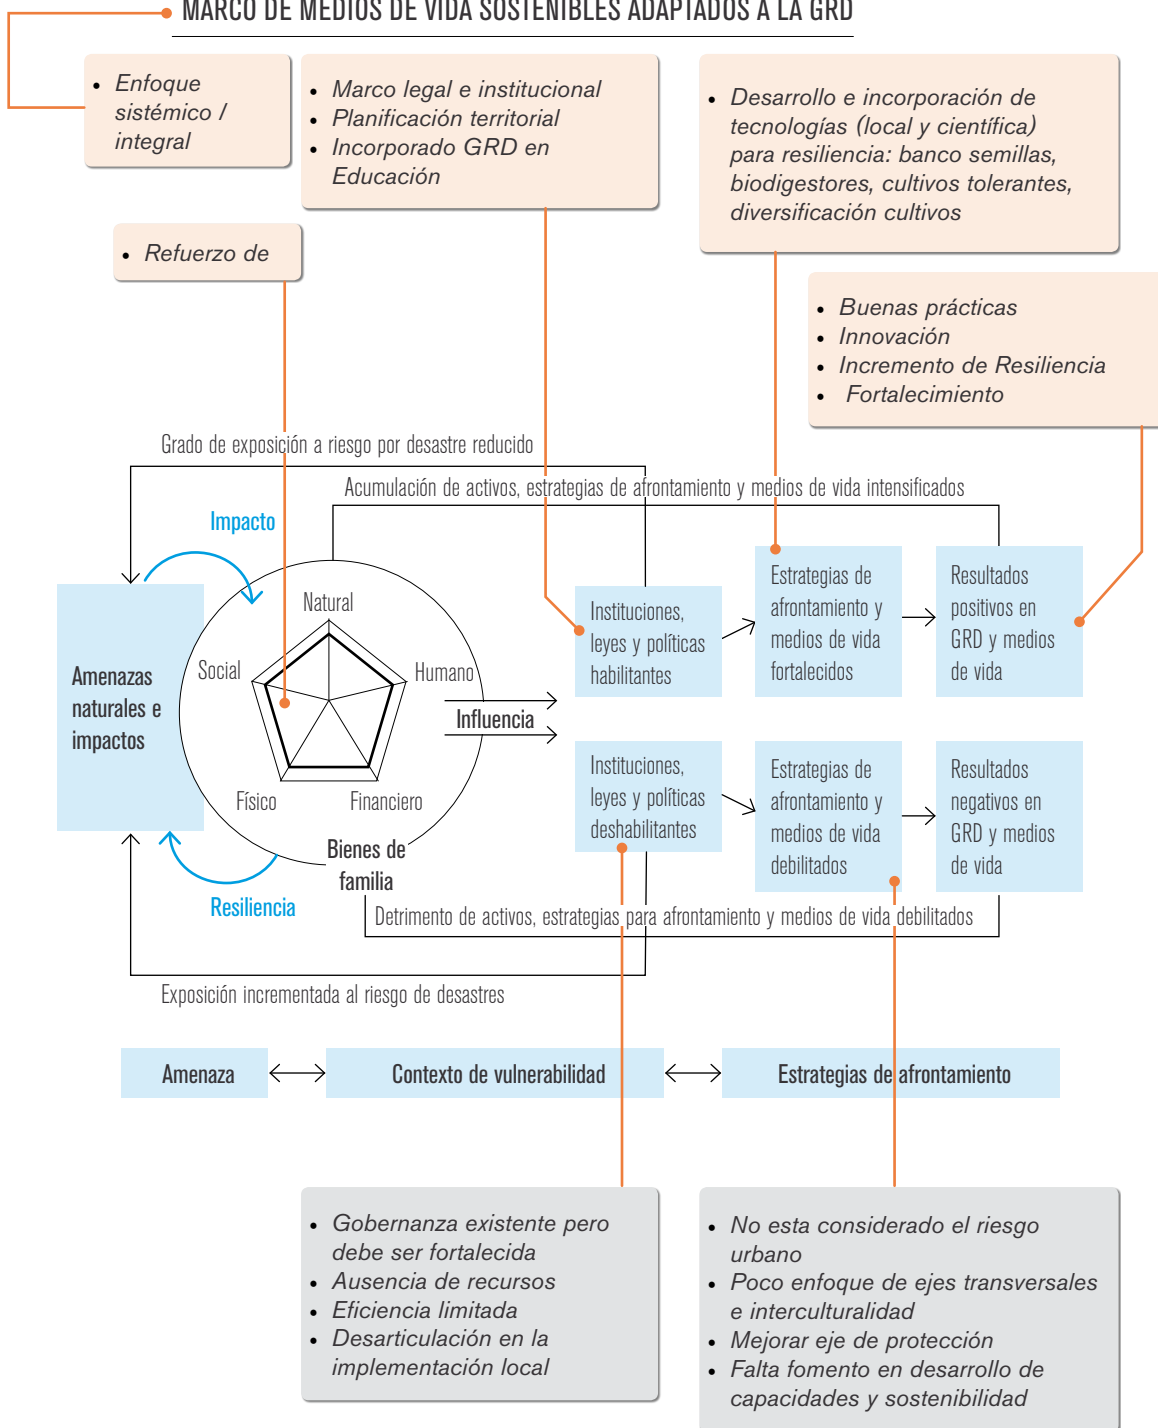 MARCO DE MEDIOS DE VIDA SOSTENIBLES ADAPTADOS A LA GRD
• Enfoque
sistémico /
integral
• Marco legal e institucional
• Planificación territorial
• Incorporado GRD en
Educación
• Desarrollo e incorporación de
tecnologías (local y científica)
para resiliencia: banco semillas,
biodigestores, cultivos tolerantes,
diversificación cultivos
• Refuerzo de
• Buenas prácticas
• Innovación
• Incremento de Resiliencia
• Fortalecimiento
Grado de exposición a riesgo por desastre reducido
Acumulación de activos, estrategias de afrontamiento y medios de vida intensificados
Impacto
Amenazas
naturales e
impactos
Natural
Social
Humano
Físico
Financiero
Bienes de
familia
Resiliencia
Influencia
Instituciones,
leyes y políticas
habilitantes
Estrategias de
afrontamiento y
medios de vida
fortalecidos
Resultados
positivos en
GRD y medios
de vida
Instituciones,
leyes y políticas
deshabilitantes
Estrategias de
afrontamiento y
medios de vida
debilitados
Resultados
negativos en
GRD y medios
de vida
Detrimento de activos, estrategias para afrontamiento y medios de vida debilitados
Exposición incrementada al riesgo de desastres
Amenaza
Contexto de vulnerabilidad
Estrategias de afrontamiento
• Gobernanza existente pero
debe ser fortalecida
• Ausencia de recursos
• Eficiencia limitada
• Desarticulación en la
implementación local
• No esta considerado el riesgo
urbano
• Poco enfoque de ejes transversales
e interculturalidad
• Mejorar eje de protección
• Falta fomento en desarrollo de
capacidades y sostenibilidad